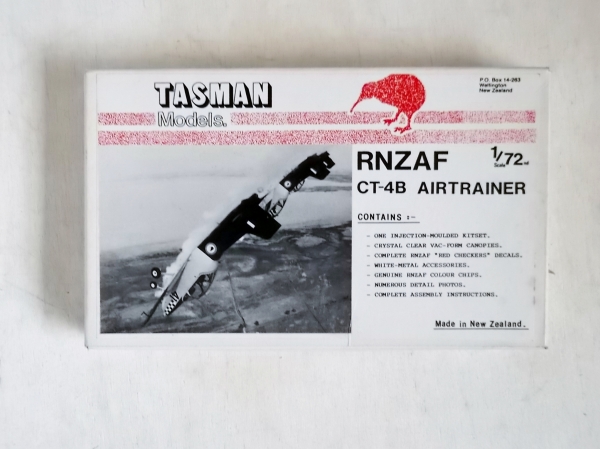 TASMAN
Models.
P.O. Box 14-263
Wellington
New Zealand
RNZAF 1/72nd
Scale
CT-4B AIRTRAINER
CONTAINS :-
- ONE INJECTION-MOULDED KITSET.
- CRYSTAL CLEAR VAC-FORM CANOPIES.
- COMPLETE RNZAF "RED CHECKERS" DECALS.
- WHITE-METAL ACCESSORIES.
- GENUINE RNZAF COLOUR CHIPS.
- NUMEROUS DETAIL PHOTOS.
- COMPLETE ASSEMBLY INSTRUCTIONS.
Made in New Zealand.